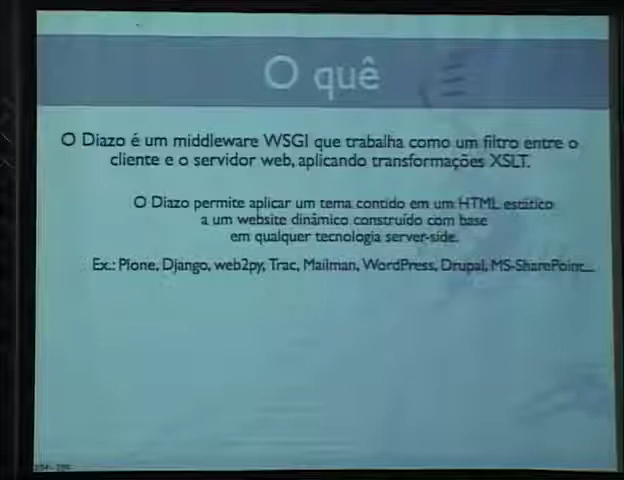 O quê
O Diazo é um middleware WSGI que trabalha como um filtro entre o
cliente e o servidor web, aplicando transformações XSLT.
O Diazo permite aplicar um tema contido em um HTML estático
a um website dinâmico construído com base
em qualquer tecnologia server-side.
Ex.: Plone, Django, web2py, Trac, Mailman, WordPress, Drupal, MS-SharePoint...